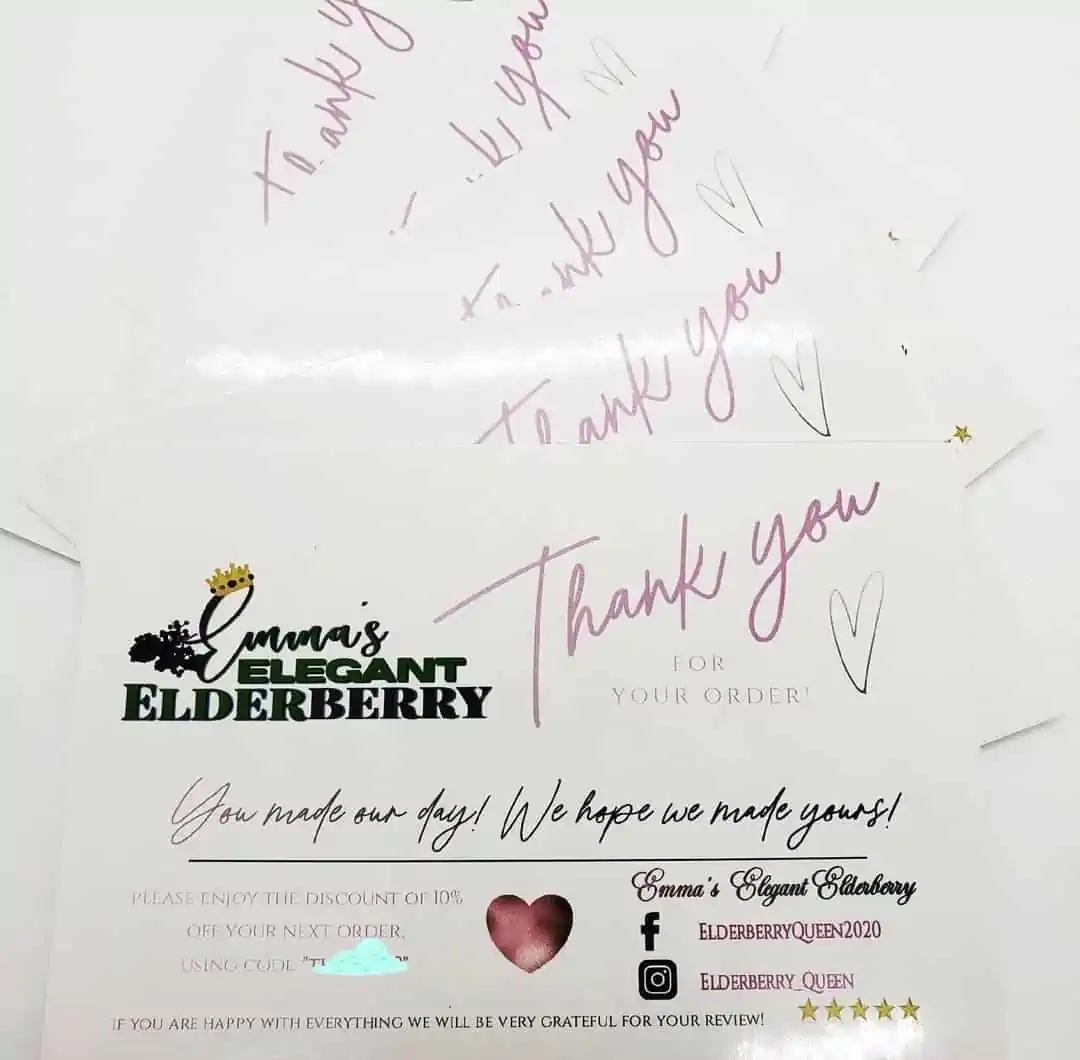 Thank y
k you
Thank you
Thank you
Thank you
FOR
YOUR ORDER!
Emma's
ELEGANT
ELDERBERRY
You made our day! We hope we made yours!
PLEASE ENJOY THE DISCOUNT OF 10%
OFF YOUR NEXT ORDER,
USING CODE "T
Emma's Elegant Elderberry
ELDERBERRYQUEEN2020
ELDERBERRY_QUEEN
IF YOU ARE HAPPY WITH EVERYTHING WE WILL BE VERY GRATEFUL FOR YOUR REVIEW!